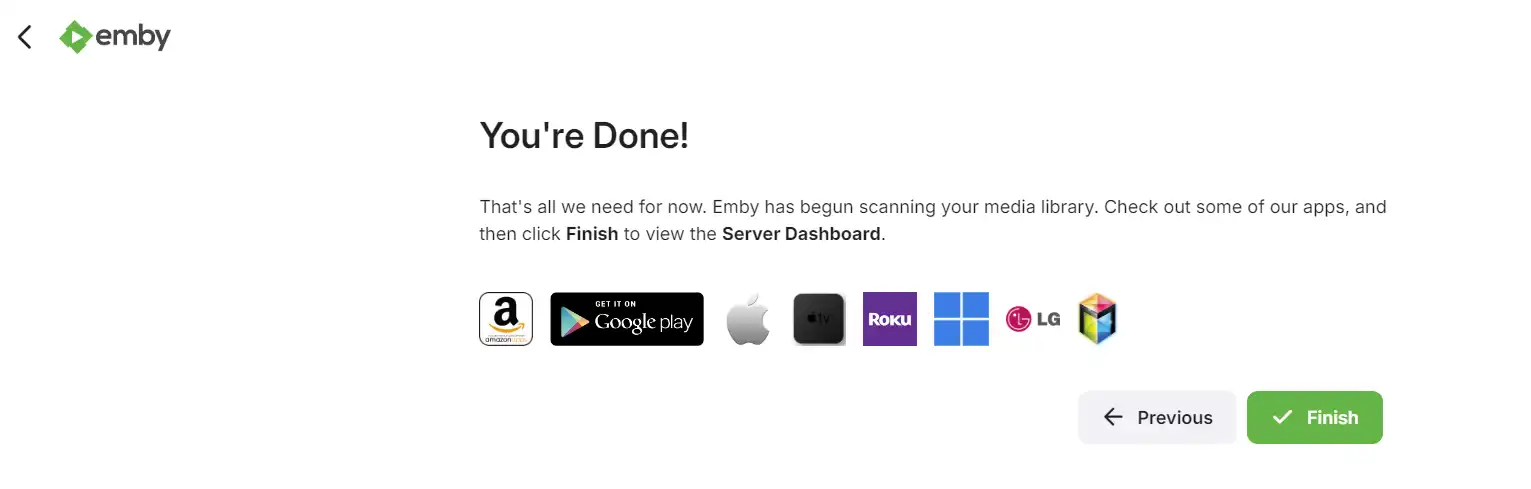 emby
You're Done!
That's all we need for now. Emby has begun scanning your media library. Check out some of our apps, and
then click Finish to view the Server Dashboard.
a
amazon apps
GET IT ON
Google play
tv
ROKU
LG
Previous
Finish